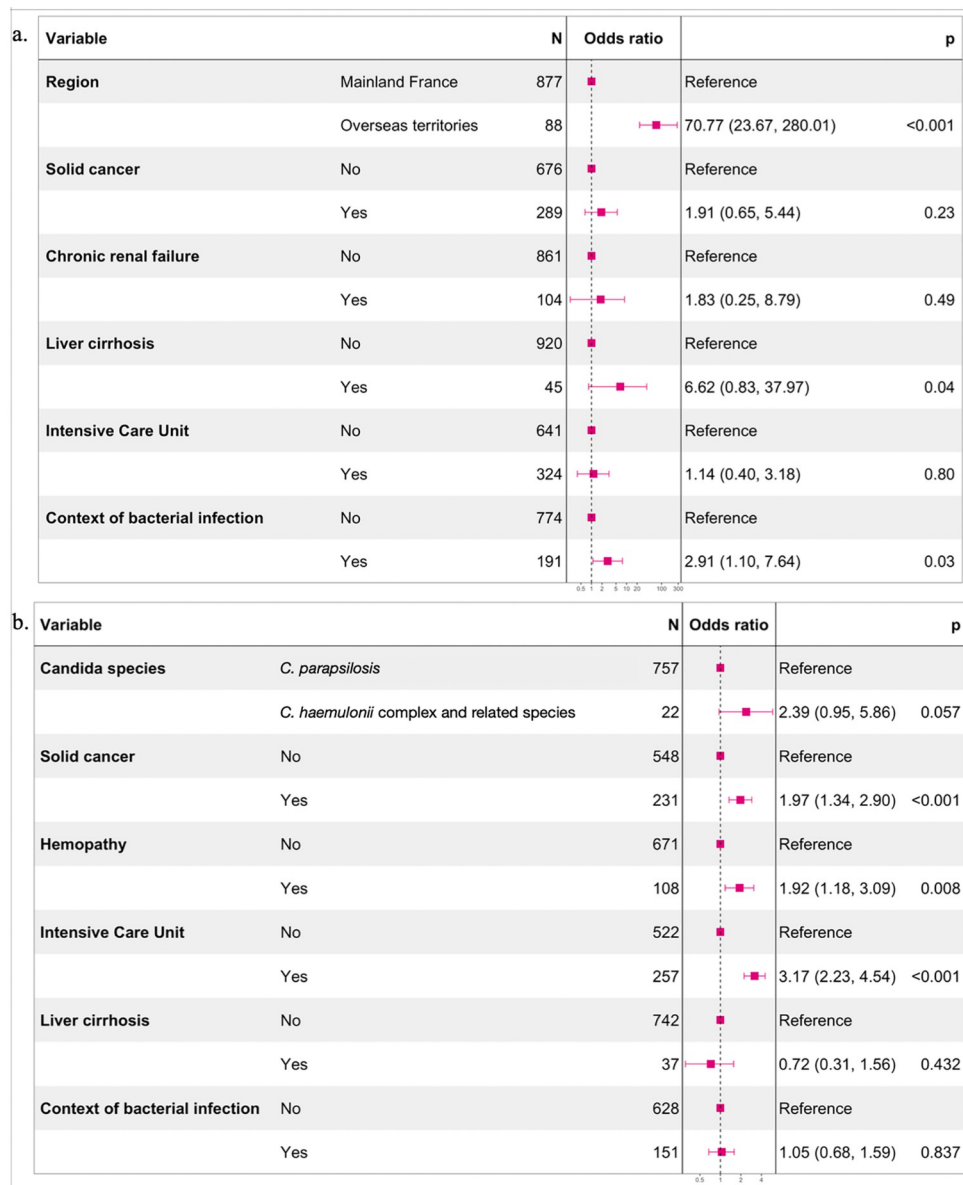 a.
Variable N Odds ratio p
Region Mainland France 877 Reference
Overseas territories 88 70.77 (23.67, 280.01) <0.001
Solid cancer No 676 Reference
Yes 289 1.91 (0.65, 5.44) 0.23
Chronic renal failure No 861 Reference
Yes 104 1.83 (0.25, 8.79) 0.49
Liver cirrhosis No 920 Reference
Yes 45 6.62 (0.83, 37.97) 0.04
Intensive Care Unit No 641 Reference
Yes 324 1.14 (0.40, 3.18) 0.80
Context of bacterial infection No 774 Reference
Yes 191 2.91 (1.10, 7.64) 0.03
0.5 1 2 5 10 20 100 300
b.
Variable N Odds ratio p
Candida species C. parapsilosis 757 Reference
C. haemulonii complex and related species 22 2.39 (0.95, 5.86) 0.057
Solid cancer No 548 Reference
Yes 231 1.97 (1.34, 2.90) <0.001
Hemopathy No 671 Reference
Yes 108 1.92 (1.18, 3.09) 0.008
Intensive Care Unit No 522 Reference
Yes 257 3.17 (2.23, 4.54) <0.001
Liver cirrhosis No 742 Reference
Yes 37 0.72 (0.31, 1.56) 0.432
Context of bacterial infection No 628 Reference
Yes 151 1.05 (0.68, 1.59) 0.837
0.5 1 2 4